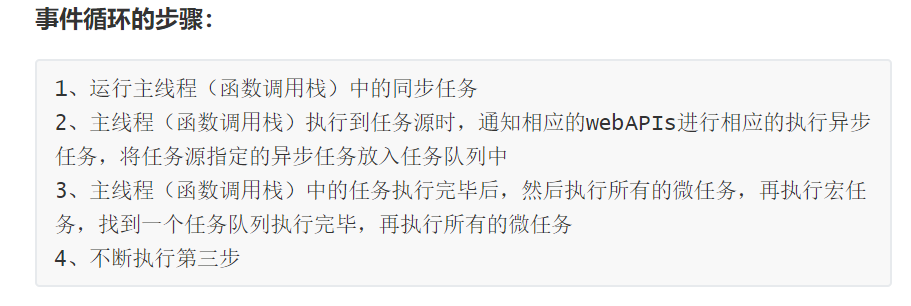 事件循环的步骤：
1、运行主线程（函数调用栈）中的同步任务
2、主线程（函数调用栈）执行到任务源时，通知相应的webAPIs进行相应的执行异步
任务，将任务源指定的异步任务放入任务队列中
3、主线程（函数调用栈）中的任务执行完毕后，然后执行所有的微任务，再执行宏任
务，找到一个任务队列执行完毕，再执行所有的微任务
4、不断执行第三步